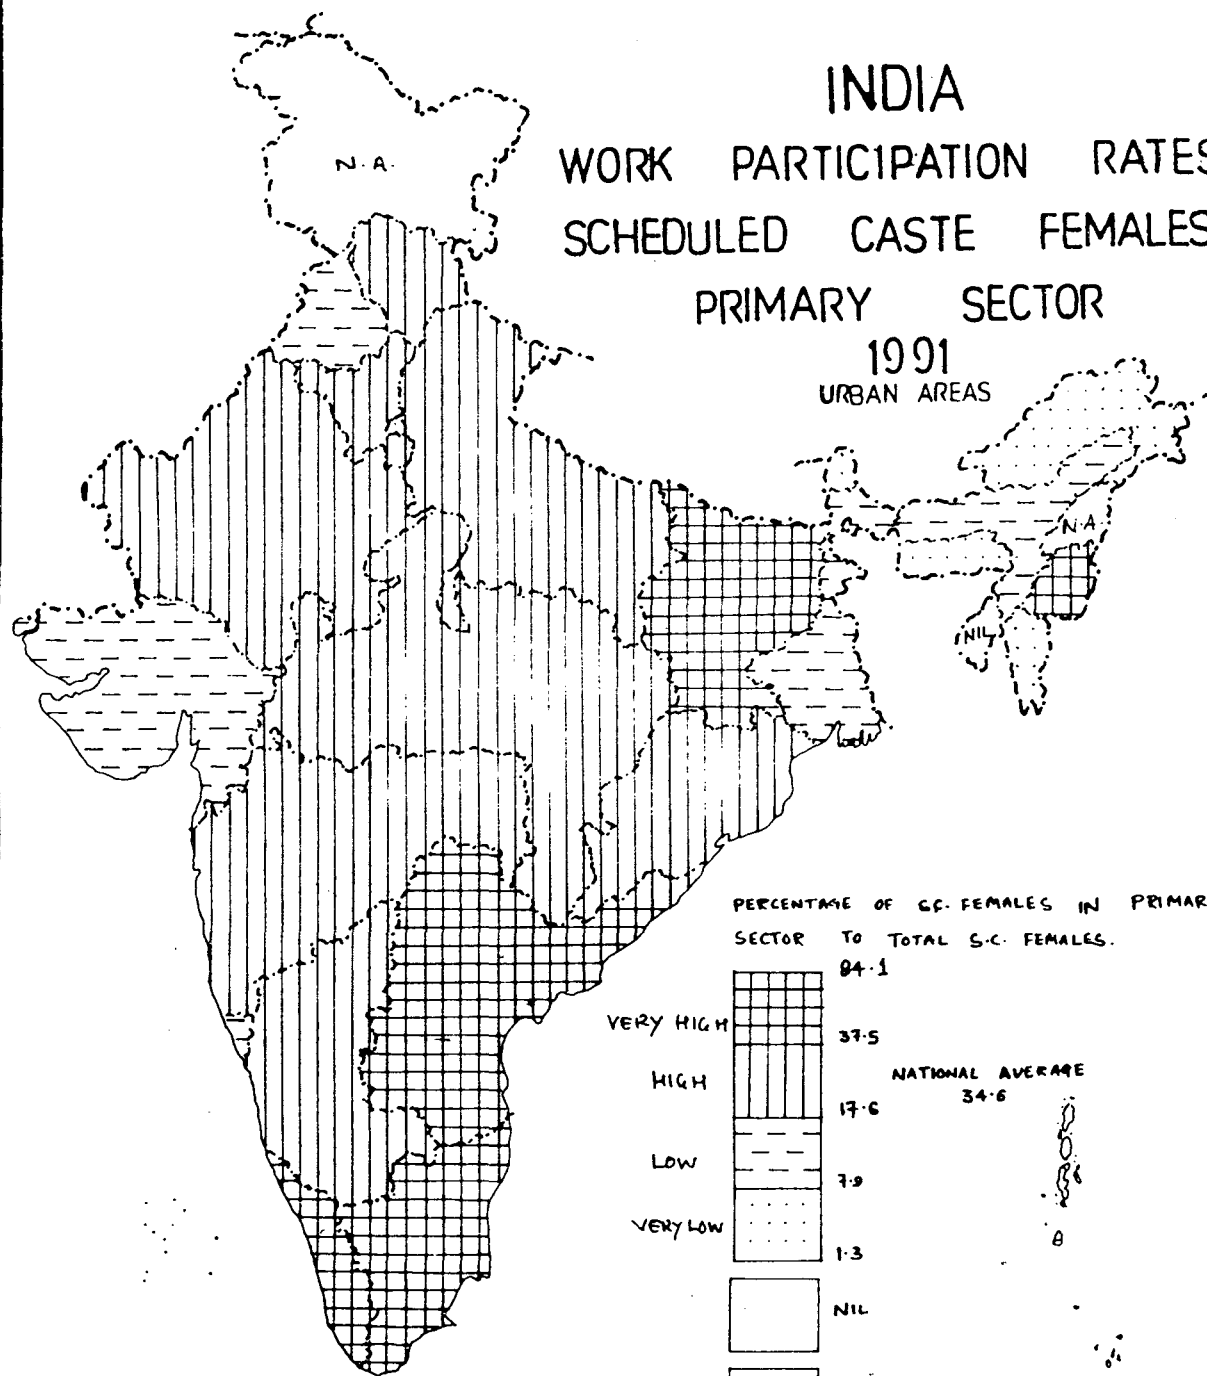 INDIA
WORK PARTICIPATION RATES
SCHEDULED CASTE FEMALES
PRIMARY SECTOR
1991
URBAN AREAS
N.A.
N.A.
NIL
PERCENTAGE OF SC. FEMALES IN PRIMAR
SECTOR TO TOTAL S.C. FEMALES.
84.1
VERY HIGH
37.5
HIGH
NATIONAL AVERAGE
34.6
17.6
LOW
7.9
VERY LOW
1.3
NIL